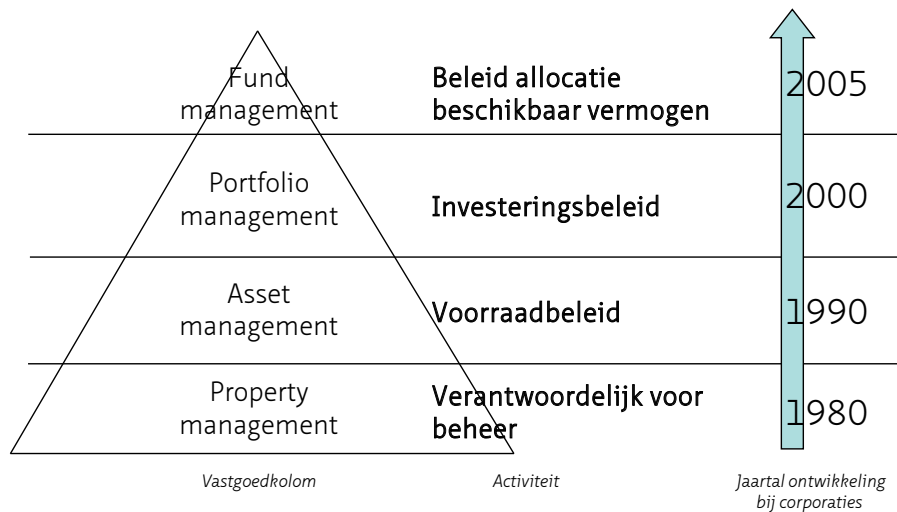 Fund
management
Beleid allocatie
beschikbaar vermogen
2005
Portfolio
management
Investeringsbeleid
2000
Asset
management
Voorraadbeleid
1990
Property
management
Verantwoordelijk voor
beheer
1980
Vastgoedkolom
Activiteit
Jaartal ontwikkeling
bij corporaties